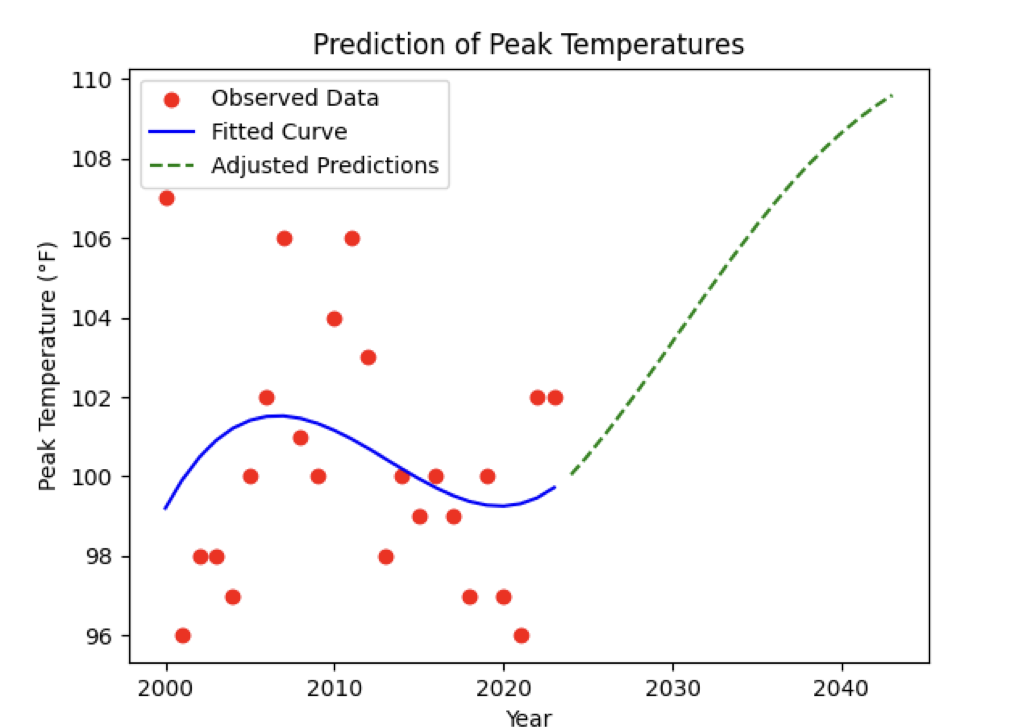 Prediction of Peak Temperatures
Observed Data
Fitted Curve
Adjusted Predictions
Peak Temperature (°F)
110
108
106
104
102
100
98
96
2000
2010
2020
2030
2040
Year